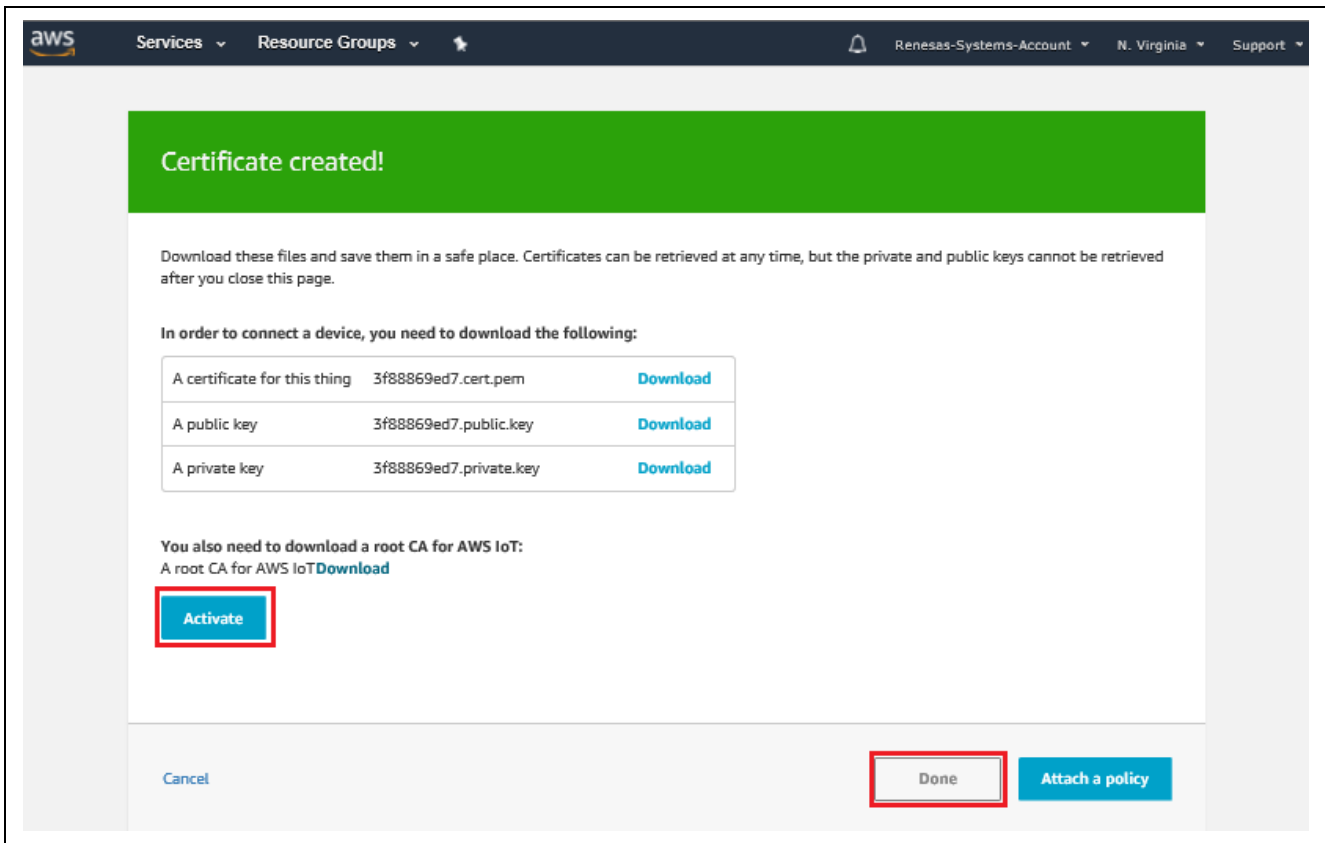 aws Services Resource Groups Renesas-Systems-Account N. Virginia Support
Certificate created!
Download these files and save them in a safe place. Certificates can be retrieved at any time, but the private and public keys cannot be retrieved
after you close this page.
In order to connect a device, you need to download the following:
A certificate for this thing 3f88869ed7.cert.pem Download
A public key 3f88869ed7.public.key Download
A private key 3f88869ed7.private.key Download
You also need to download a root CA for AWS IoT:
A root CA for AWS IoTDownload
Activate
Cancel Done Attach a policy